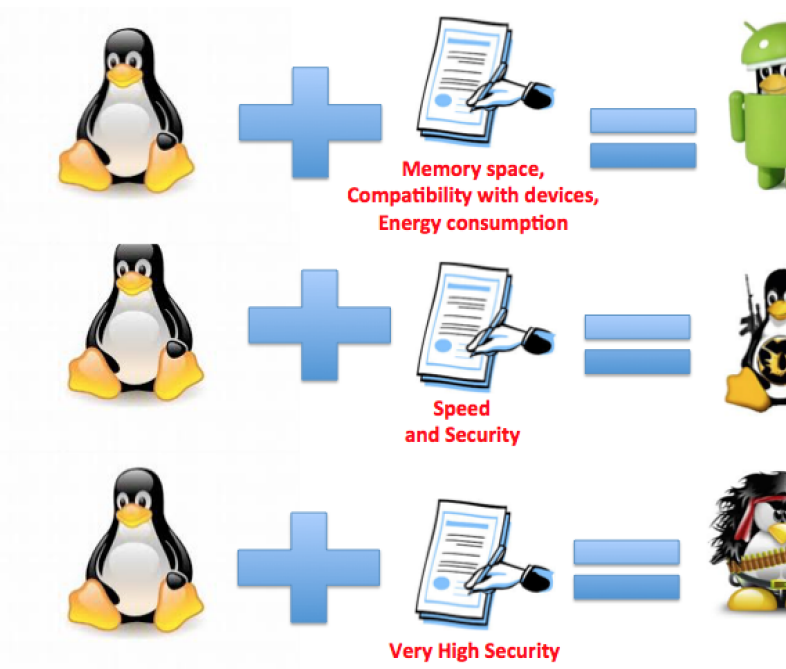 Memory space,
Compatibility with devices,
Energy consumption
Speed
and Security
Very High Security